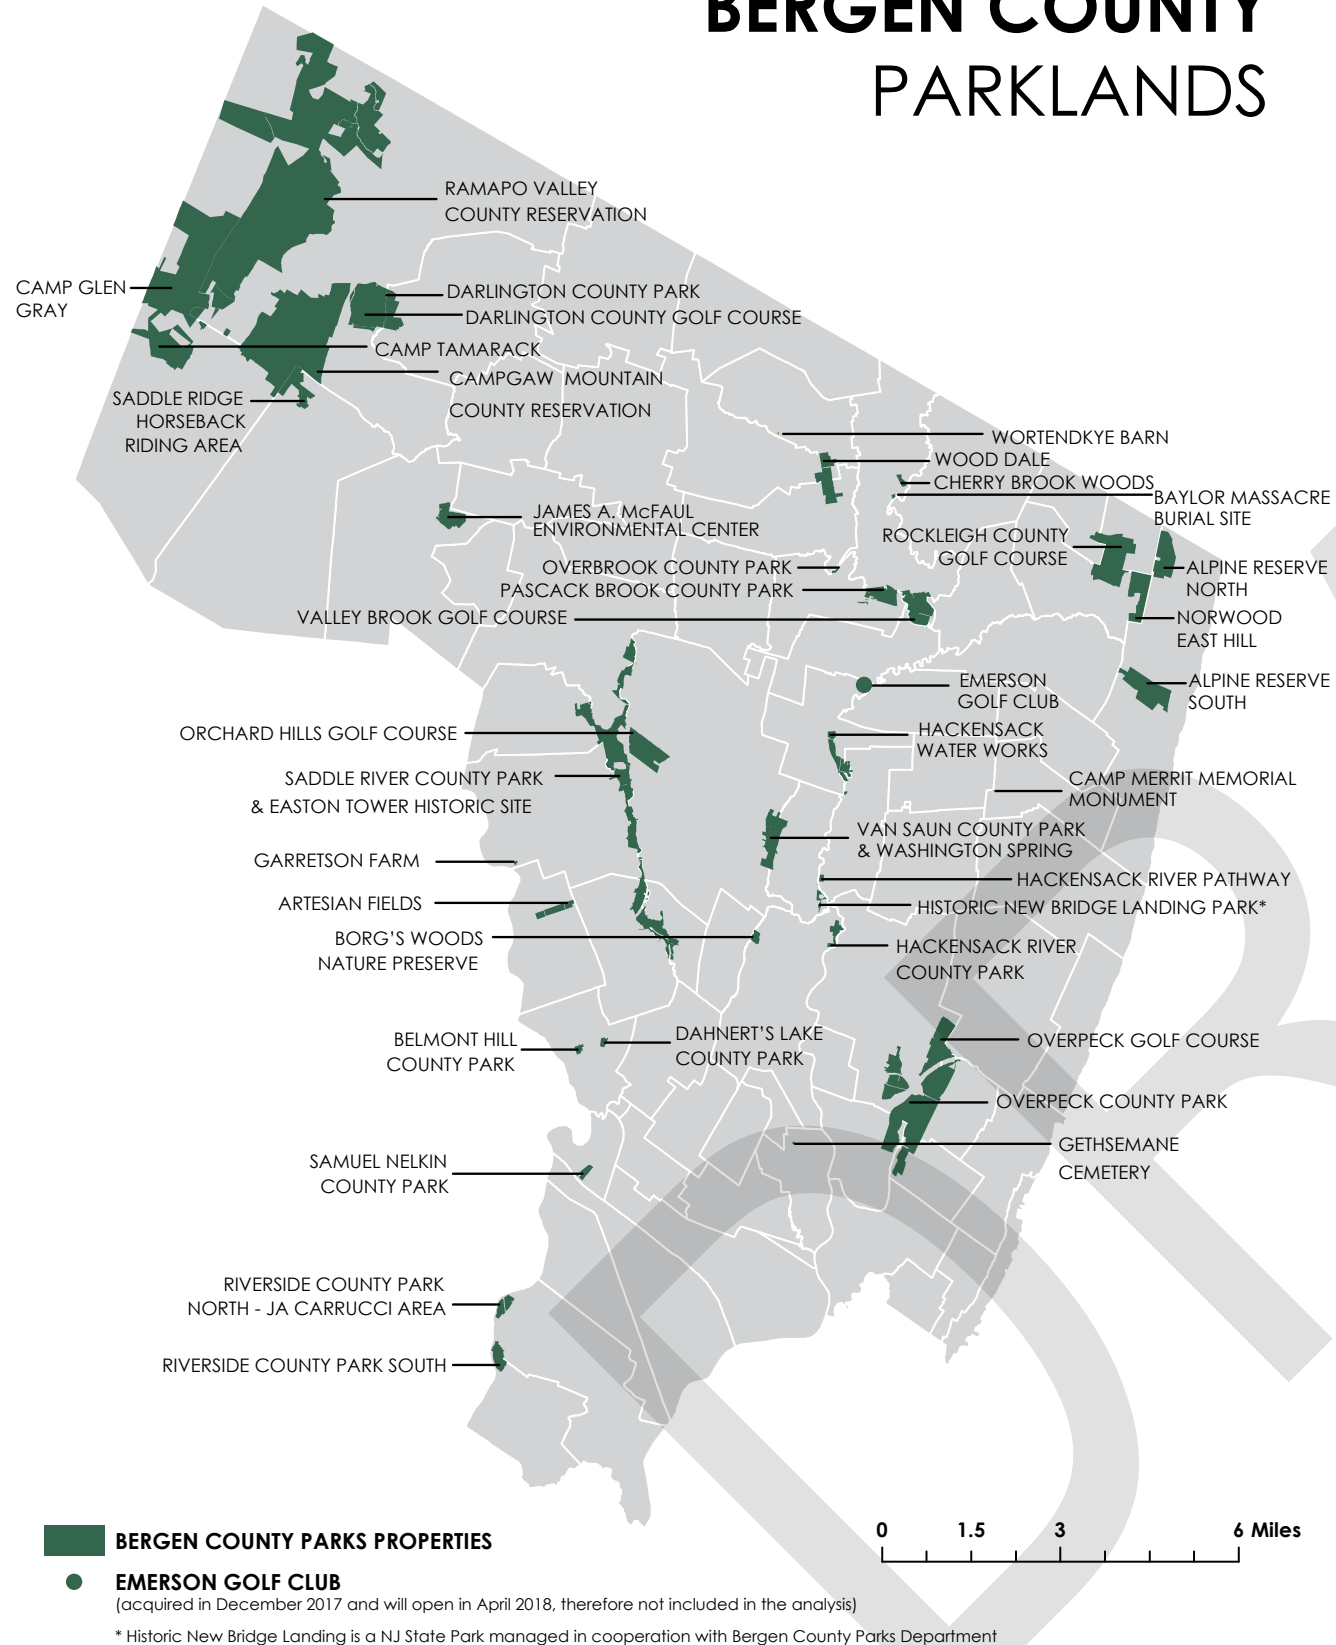 BERGEN COUNTY
PARKLANDS
RAMAPO VALLEY
COUNTY RESERVATION
CAMP GLEN
GRAY
DARLINGTON COUNTY PARK
DARLINGTON COUNTY GOLF COURSE
CAMP TAMARACK
CAMPGAW MOUNTAIN
COUNTY RESERVATION
SADDLE RIDGE
HORSEBACK
RIDING AREA
WORTENDKYE BARN
WOOD DALE
CHERRY BROOK WOODS
BAYLOR MASSACRE
BURIAL SITE
JAMES A. McFAUL
ENVIRONMENTAL CENTER
ROCKLEIGH COUNTY
GOLF COURSE
OVERBROOK COUNTY PARK
PASCACK BROOK COUNTY PARK
VALLEY BROOK GOLF COURSE
ALPINE RESERVE
NORTH
NORWOOD
EAST HILL
EMERSON
GOLF CLUB
ALPINE RESERVE
SOUTH
ORCHARD HILLS GOLF COURSE
HACKENSACK
WATER WORKS
SADDLE RIVER COUNTY PARK
& EASTON TOWER HISTORIC SITE
CAMP MERRIT MEMORIAL
MONUMENT
VAN SAUN COUNTY PARK
& WASHINGTON SPRING
GARRETSON FARM
HACKENSACK RIVER PATHWAY
ARTESIAN FIELDS
HISTORIC NEW BRIDGE LANDING PARK*
BORG'S WOODS
NATURE PRESERVE
HACKENSACK RIVER
COUNTY PARK
BELMONT HILL
COUNTY PARK
DAHNERT'S LAKE
COUNTY PARK
OVERPECK GOLF COURSE
OVERPECK COUNTY PARK
GETHSEMANE
CEMETERY
SAMUEL NELKIN
COUNTY PARK
RIVERSIDE COUNTY PARK
NORTH - JA CARRUCCI AREA
RIVERSIDE COUNTY PARK SOUTH
0 1.5 3 6 Miles
BERGEN COUNTY PARKS PROPERTIES
EMERSON GOLF CLUB
(acquired in December 2017 and will open in April 2018, therefore not included in the analysis)
* Historic New Bridge Landing is a NJ State Park managed in cooperation with Bergen County Parks Department